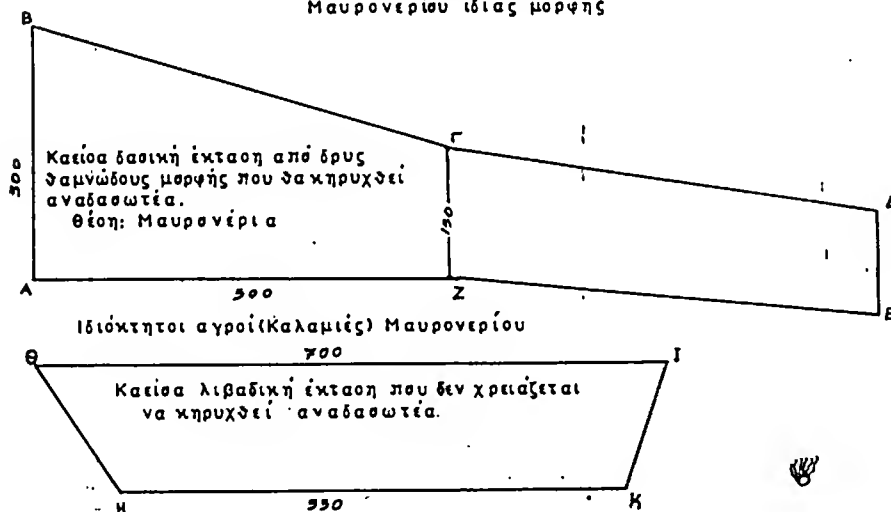 Μαυρονερίου ίδιας μορφής
Β
Γ
Καείσα δασική έκταση από δρυς
θαμνώδους μορφής που θα κηρυχθεί
αναδασωτέα.
θέση: Μαυρονέρια
300
150
Δ
Α
500
Ζ
Ε
Ιδιόκτητοι αγροί (Καλαμιές) Μαυρονερίου
Θ
700
Ι
Καείσα λιβαδική έκταση που δεν χρειάζεται
να κηρυχθεί αναδασωτέα.
Η
550
Κ